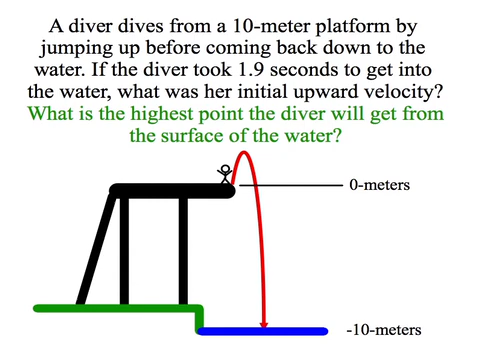 A diver dives from a 10-meter platform by
jumping up before coming back down to the
water. If the diver took 1.9 seconds to get into
the water, what was her initial upward velocity?
What is the highest point the diver will get from
the surface of the water?
0-meters
-10-meters